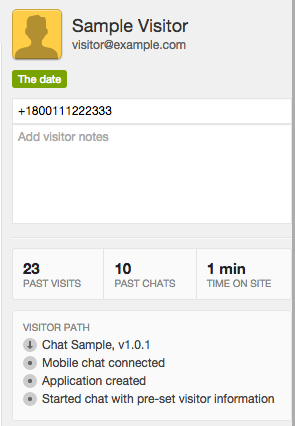 Sample Visitor
visitor@example.com
The date
+1800111222333
Add visitor notes
23 10 1 min
PAST VISITS PAST CHATS TIME ON SITE
VISITOR PATH
Chat Sample, v1.0.1
Mobile chat connected
Application created
Started chat with pre-set visitor information